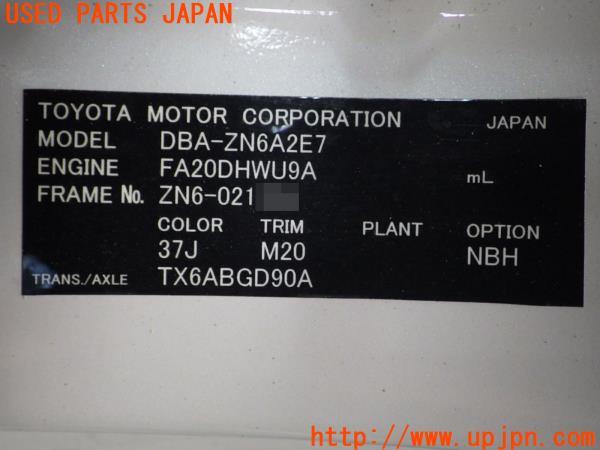 USED PARTS JAPAN
TOYOTA MOTOR CORPORATION JAPAN
MODEL DBA-ZN6A2E7
ENGINE FA20DHWU9A mL
FRAME No. ZN6-021
COLOR TRIM PLANT OPTION
37J M20 NBH
TRANS./AXLE TX6ABGD90A
http://www.upjpn.com